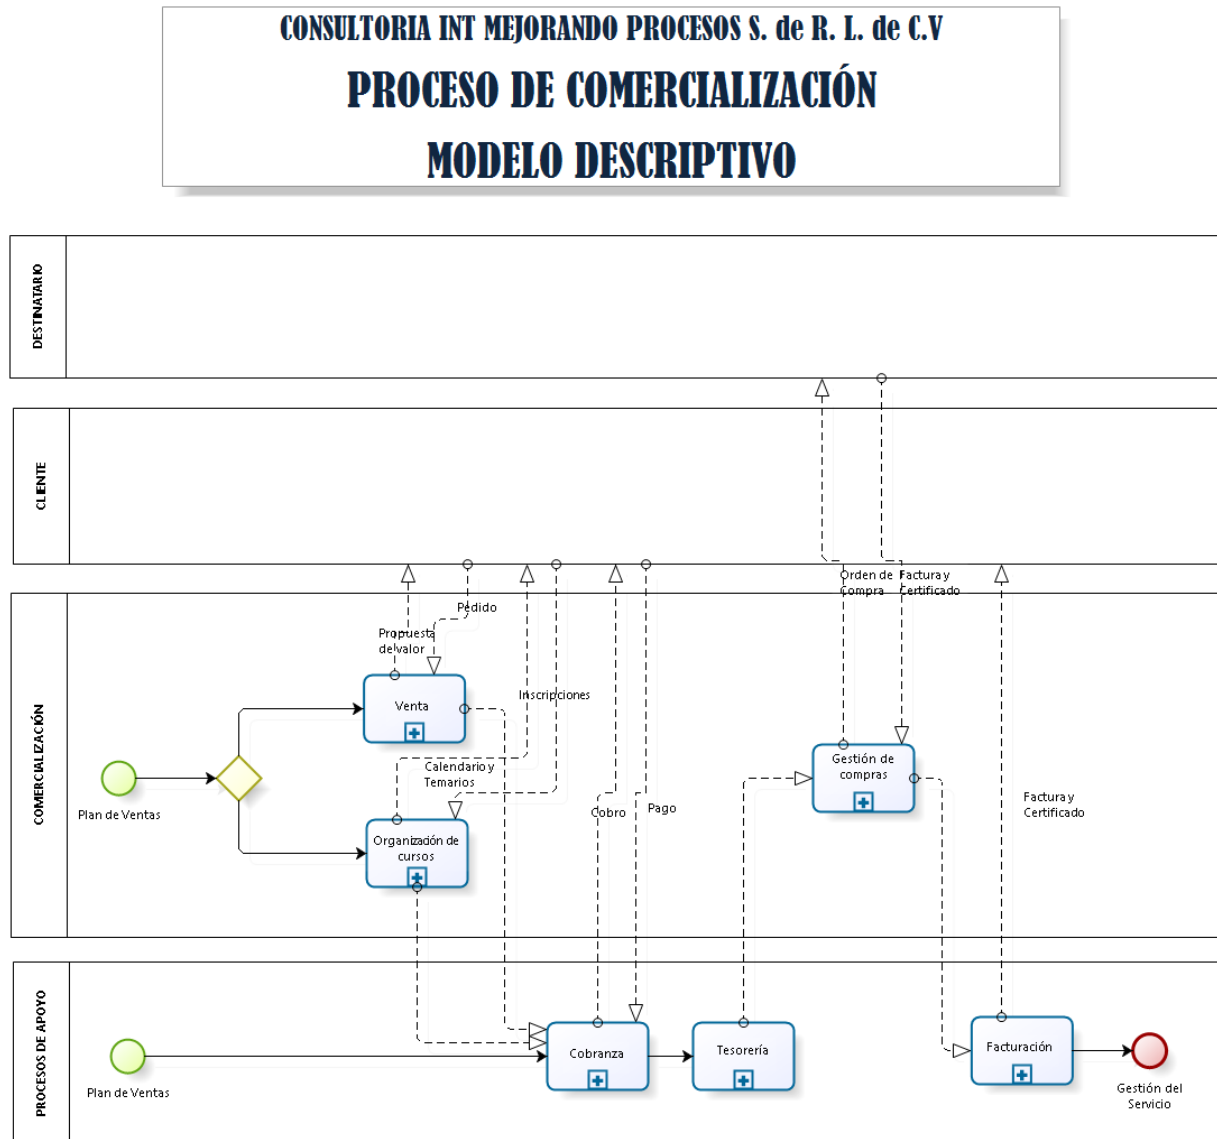 CONSULTORIA INT MEJORANDO PROCESOS S. de R. L. de C.V
PROCESO DE COMERCIALIZACIÓN
MODELO DESCRIPTIVO
DESTINATARIO
CLIENTE
Orden de
Compra
Factura y
Certificado
COMERCIALIZACIÓN
Pedido
Propuesta
de valor
Inscripciones
Venta
Plan de Ventas
Calendario y
Temarios
Organización de
cursos
Cobro
Pago
Gestión de
compras
Factura y
Certificado
PROCESOS DE APOYO
Plan de Ventas
Cobranza
Tesorería
Facturación
Gestión del
Servicio